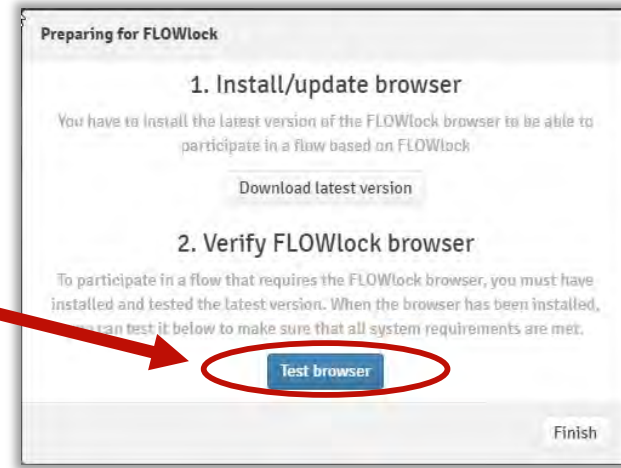 Preparing for FLOWlock
1. Install/update browser
You have to install the latest version of the FLOWlock browser to be able to
participate in a flow based on FLOWlock
Download latest version
2. Verify FLOWlock browser
To participate in a flow that requires the FLOWlock browser, you must have
installed and tested the latest version. When the browser has been installed,
can test it below to make sure that all system requirements are met.
Test browser
Finish